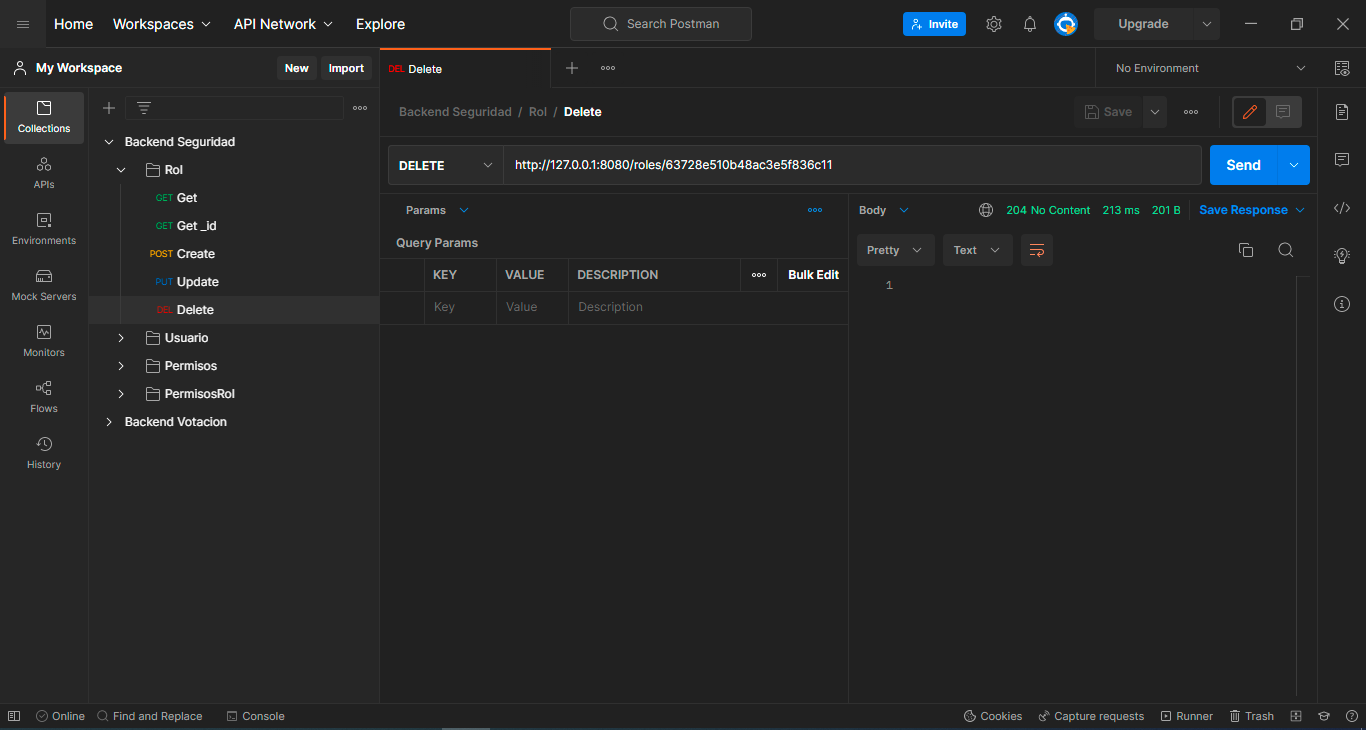 Home Workspaces API Network Explore Search Postman Invite Upgrade
My Workspace New Import DEL Delete No Environment
Collections
APIs
Environments
Mock Servers
Monitors
Flows
History
Backend Seguridad
Rol
GET Get
GET Get _id
POST Create
PUT Update
DEL Delete
Usuario
Permisos
PermisosRol
Backend Votacion
Backend Seguridad / Rol / Delete Save
DELETE http://127.0.0.1:8080/roles/63728e510b48ac3e5f836c11 Send
Params
Query Params
KEY VALUE DESCRIPTION Bulk Edit
Key Value Description
Body 204 No Content 213 ms 201 B Save Response
Pretty Text
1
Online Find and Replace Console Cookies Capture requests Runner Trash